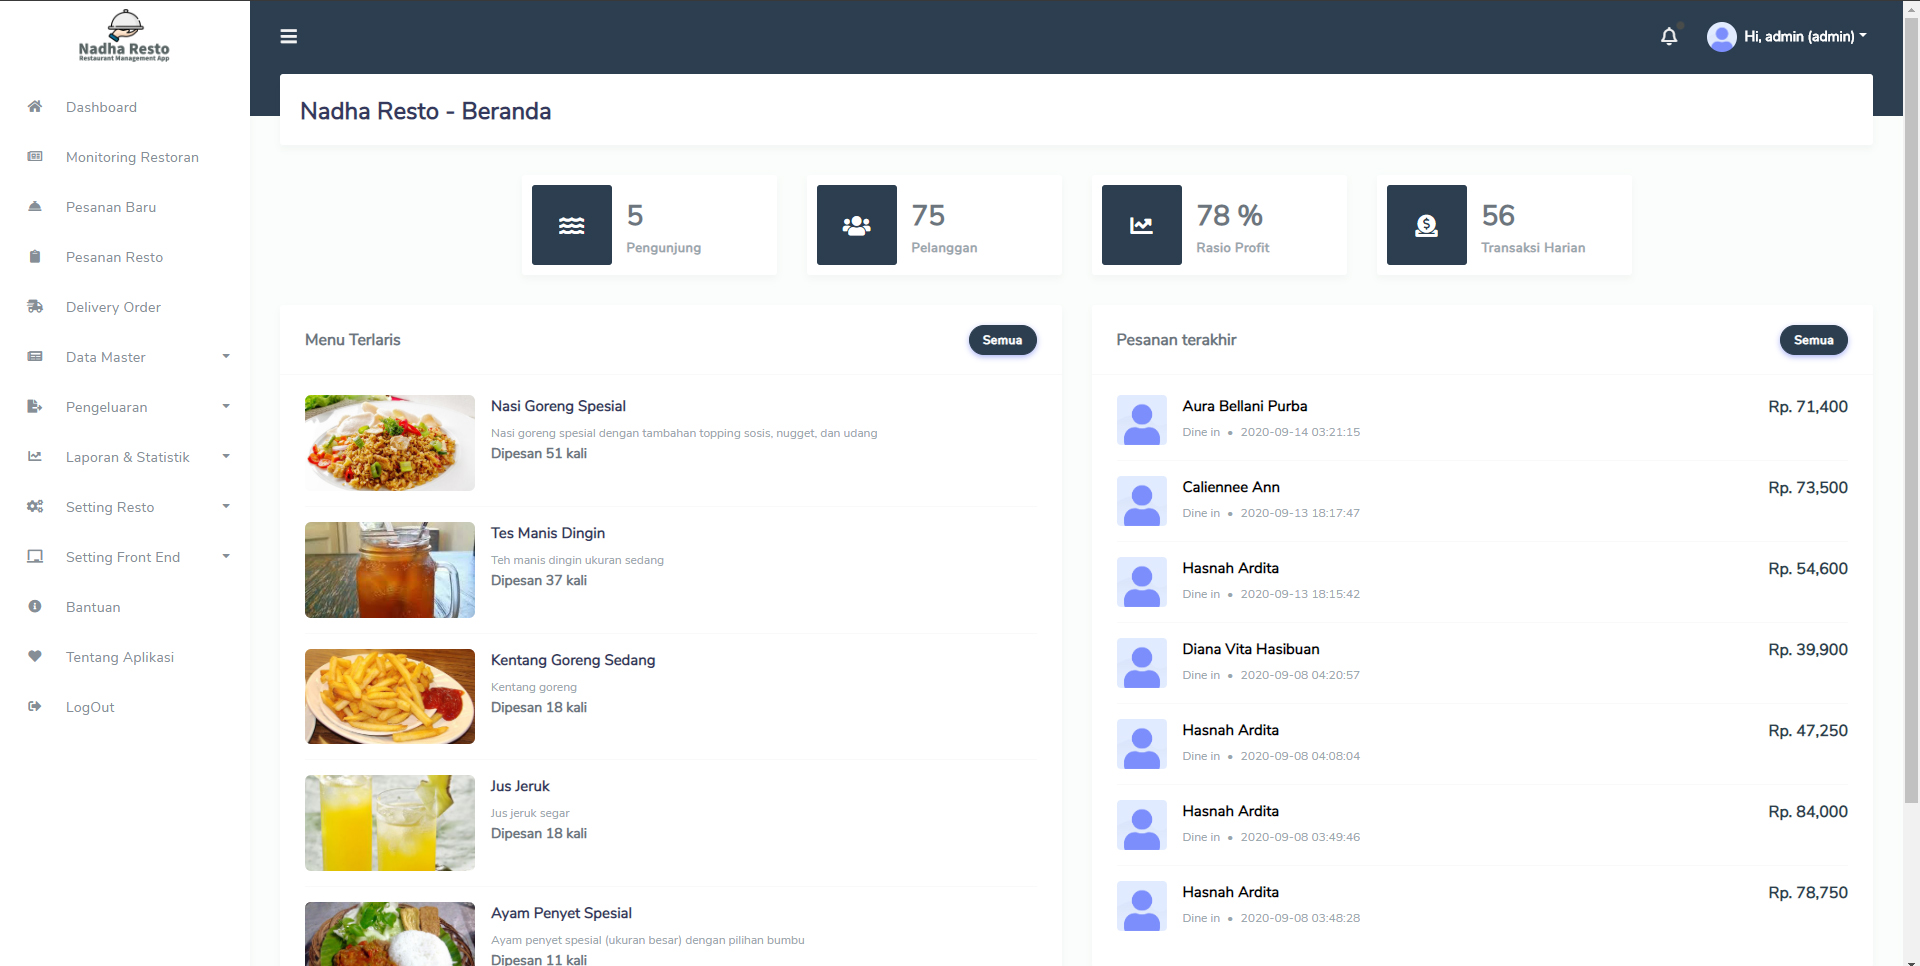 Nadha Resto
Restaurant Management App
Dashboard
Monitoring Restoran
Pesanan Baru
Pesanan Resto
Delivery Order
Data Master
Pengeluaran
Laporan & Statistik
Setting Resto
Setting Front End
Bantuan
Tentang Aplikasi
LogOut
Hi, admin (admin)
Nadha Resto - Beranda
5
Pengunjung
75
Pelanggan
78 %
Rasio Profit
56
Transaksi Harian
Menu Terlaris
Semua
Nasi Goreng Spesial
Nasi goreng spesial dengan tambahan topping sosis, nugget, dan udang
Dipesan 51 kali
Tes Manis Dingin
Teh manis dingin ukuran sedang
Dipesan 37 kali
Kentang Goreng Sedang
Kentang goreng
Dipesan 18 kali
Jus Jeruk
Jus jeruk segar
Dipesan 18 kali
Ayam Penyet Spesial
Ayam penyet spesial (ukuran besar) dengan pilihan bumbu
Dipesan 11 kali
Pesanan terakhir
Semua
Aura Bellani Purba
Rp. 71,400
Dine in • 2020-09-14 03:21:15
Caliennee Ann
Rp. 73,500
Dine in • 2020-09-13 18:17:47
Hasnah Ardita
Rp. 54,600
Dine in • 2020-09-13 18:15:42
Diana Vita Hasibuan
Rp. 39,900
Dine in • 2020-09-08 04:20:57
Hasnah Ardita
Rp. 47,250
Dine in • 2020-09-08 04:08:04
Hasnah Ardita
Rp. 84,000
Dine in • 2020-09-08 03:49:46
Hasnah Ardita
Rp. 78,750
Dine in • 2020-09-08 03:48:28